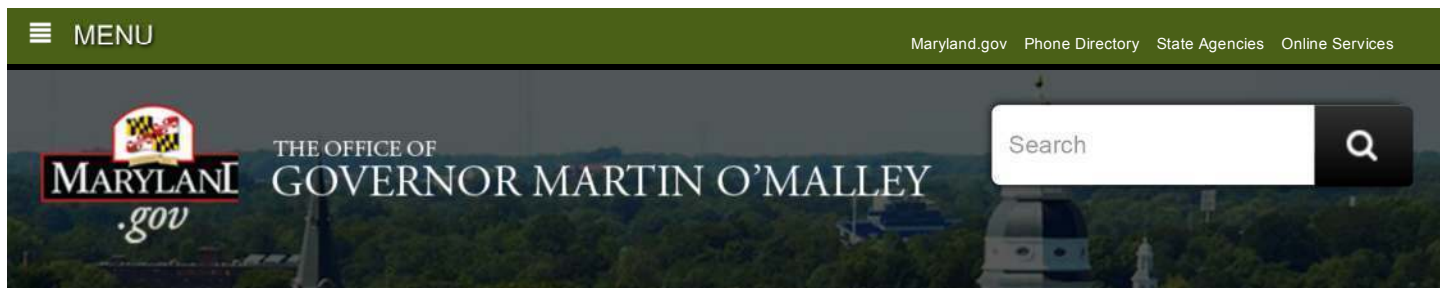 MENU
Maryland.gov Phone Directory State Agencies Online Services
MARYLAND
.gov
THE OFFICE OF
GOVERNOR MARTIN O’MALLEY
Search